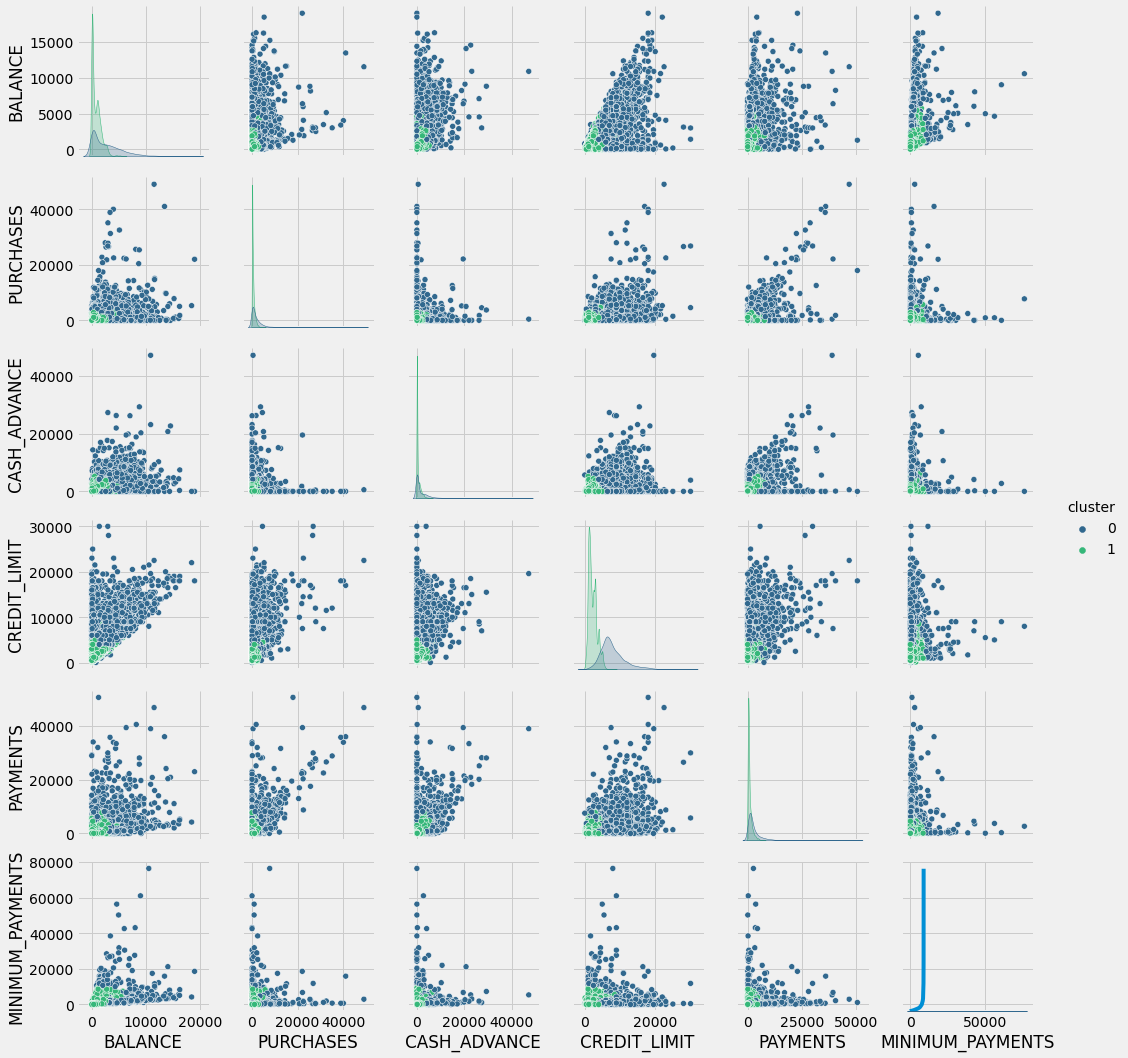 BALANCE
15000
10000
5000
0
PURCHASES
40000
20000
0
CASH_ADVANCE
40000
20000
0
CREDIT_LIMIT
30000
20000
10000
0
PAYMENTS
40000
20000
0
MINIMUM_PAYMENTS
80000
60000
40000
20000
0
cluster
0
1
0 10000 20000 0 20000 40000 0 20000 40000 0 20000 0 25000 50000 0 50000
BALANCE PURCHASES CASH_ADVANCE CREDIT_LIMIT PAYMENTS MINIMUM_PAYMENTS